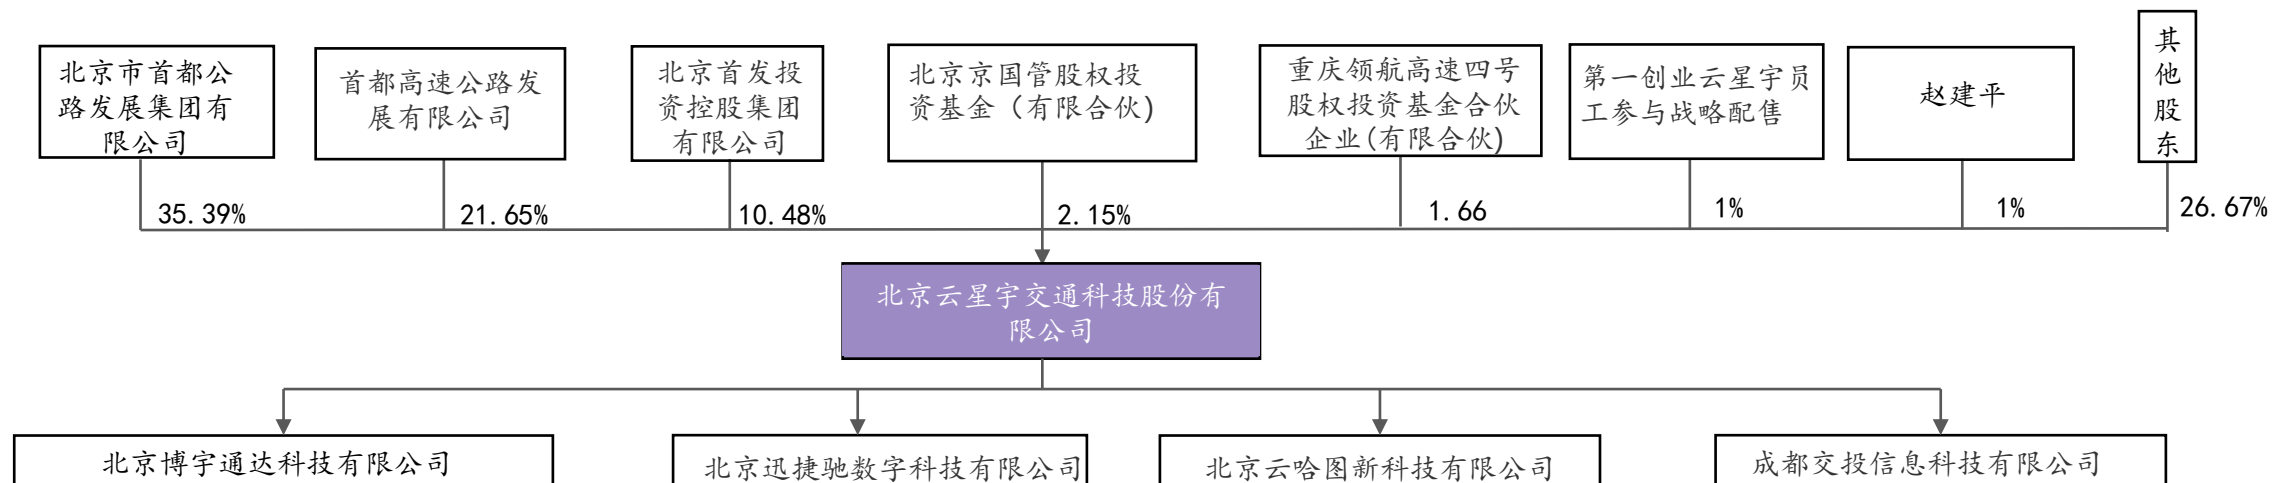 北京市首都公
路发展集团有
限公司
首都高速公路发
展有限公司
北京首发投
资控股集团
有限公司
北京京国管股权投
资基金（有限合伙)
重庆领航高速四号
股权投资基金合伙
企业(有限合伙)
第一创业云星宇员
工参与战略配售
赵建平
其
他
股
东
35.39%
21.65%
10.48%
2.15%
1.66
1%
1%
26.67%
北京云星宇交通科技股份有
限公司
北京博宇通达科技有限公司
北京迅捷驰数字科技有限公司
北京云哈图新科技有限公司
成都交投信息科技有限公司